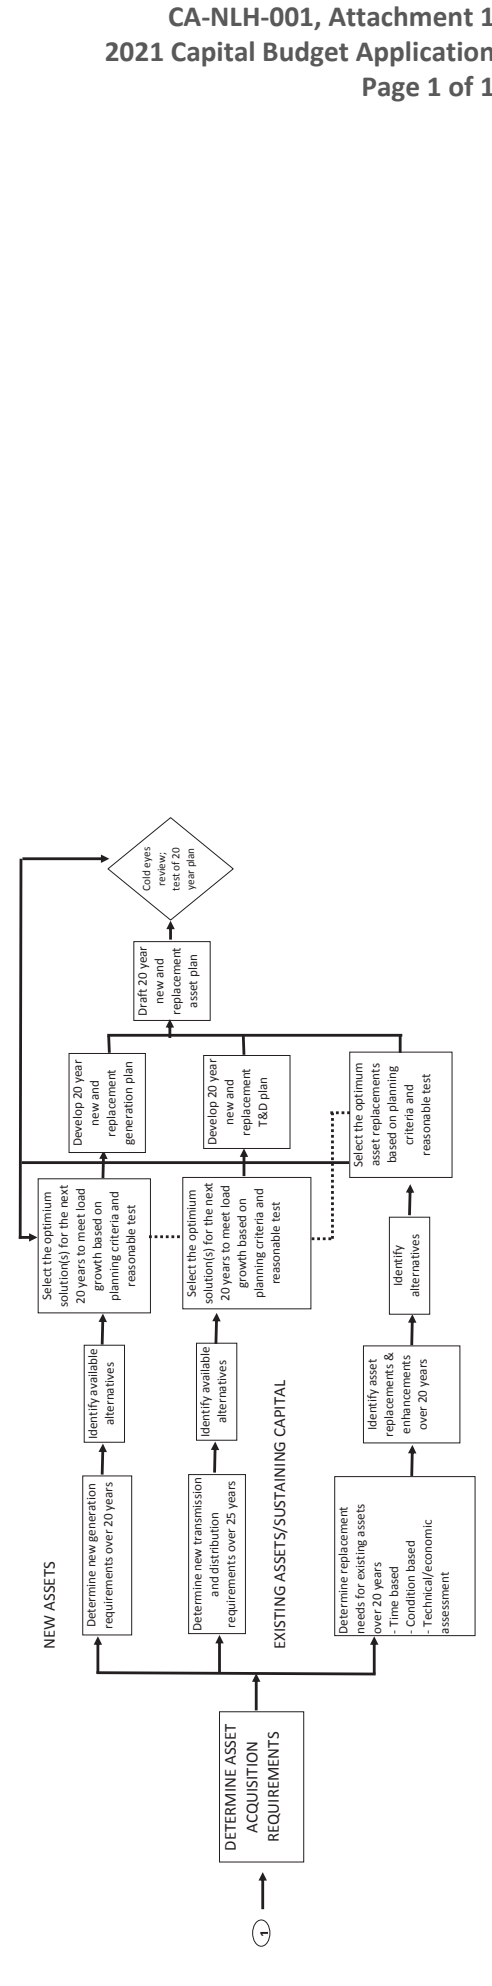 CA-NLH-001, Attachment 1
2021 Capital Budget Application
Page 1 of 1
1
DETERMINE ASSET
ACQUISITION
REQUIREMENTS
NEW ASSETS
Determine new generation
requirements over 20 years
Identify available
alternatives
Select the optimium
solution(s) for the next
20 years to meet load
growth based on
planning criteria and
reasonable test
Develop 20 year
new and
replacement
generation plan
Determine new transmission
and distribution
requirements over 25 years
Identify available
alternatives
Select the optimium
solution(s) for the next
20 years to meet load
growth based on
planning criteria and
reasonable test
Develop 20 year
new and
replacement
T&D plan
EXISTING ASSETS/SUSTAINING CAPITAL
Determine replacement
needs for existing assets
over 20 years
- Time based
- Condition based
- Technical/economic
assessment
Identify asset
replacements &
enhancements
over 20 years
Identify
alternatives
Select the optimum
asset replacements
based on planning
criteria and
reasonable test
Draft 20 year
new and
replacement
asset plan
Cold eyes
review;
test of 20
year plan